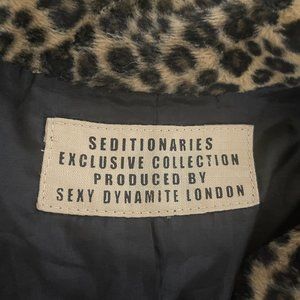 SEDITIONARIES
EXCLUSIVE COLLECTION
PRODUCED BY
SEXY DYNAMITE LONDON